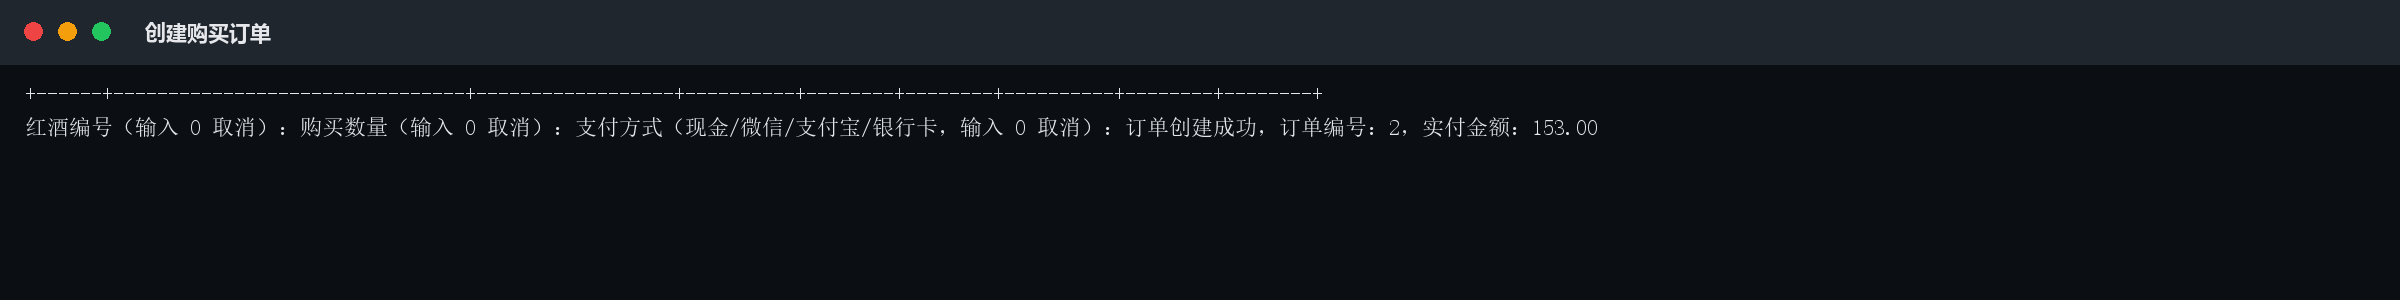 创建购买订单
+------+--------------------------------+------------------+----------+--------+--------+----------+--------+--------+
红酒编号（输入 0 取消）：购买数量（输入 0 取消）：支付方式（现金/微信/支付宝/银行卡，输入 0 取消）：订单创建成功，订单编号：2，实付金额：153.00